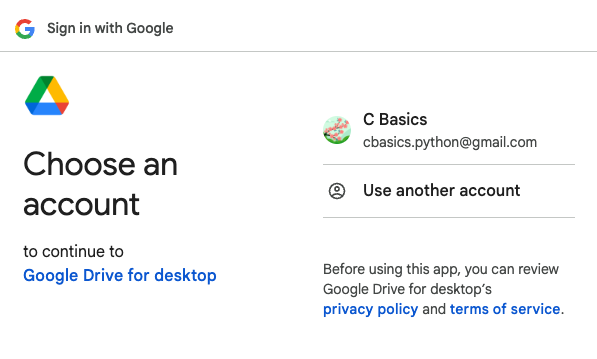 Sign in with Google
Choose an
account
to continue to
Google Drive for desktop
C Basics
cbasics.python@gmail.com
Use another account
Before using this app, you can review
Google Drive for desktop’s
privacy policy and terms of service.